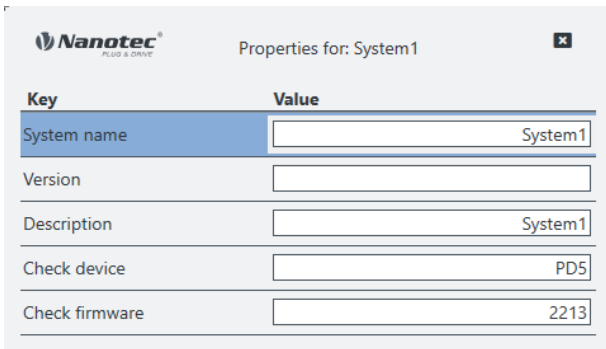 Nanotec®
PLUG & DRIVE
Properties for: System1
Key Value
System name System1
Version
Description System1
Check device PD5
Check firmware 2213